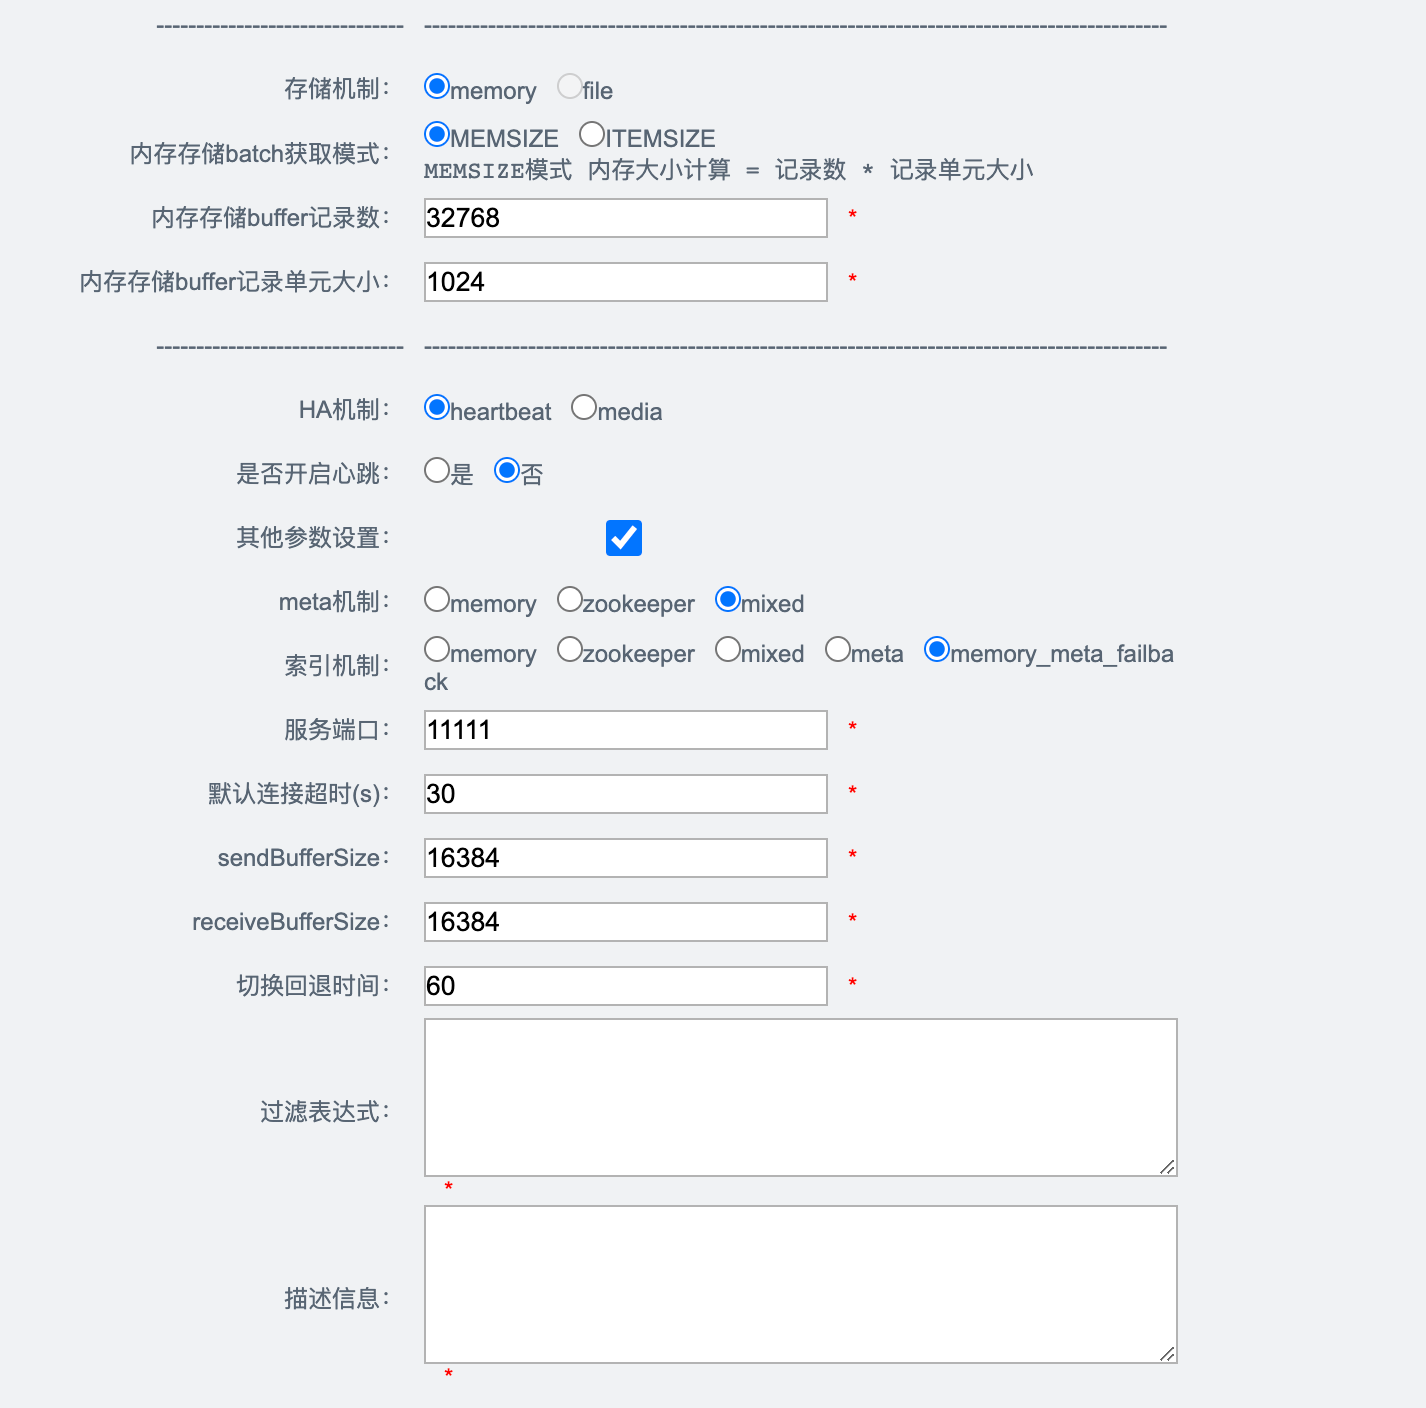 ------------------------------- ---------------------------------------------------------------------------------------------
存储机制： memory file
内存存储batch获取模式： MEMSIZE ITEMSIZE
MEMSIZE模式 内存大小计算 = 记录数 * 记录单元大小
内存存储buffer记录数： 32768 *
内存存储buffer记录单元大小： 1024 *
------------------------------- ---------------------------------------------------------------------------------------------
HA机制： heartbeat media
是否开启心跳： 是 否
其他参数设置：
meta机制： memory zookeeper mixed
索引机制： memory zookeeper mixed meta memory_meta_failba
ck
服务端口： 11111 *
默认连接超时(s)： 30 *
sendBufferSize： 16384 *
receiveBufferSize： 16384 *
切换回退时间： 60 *
过滤表达式：
*
描述信息：
*